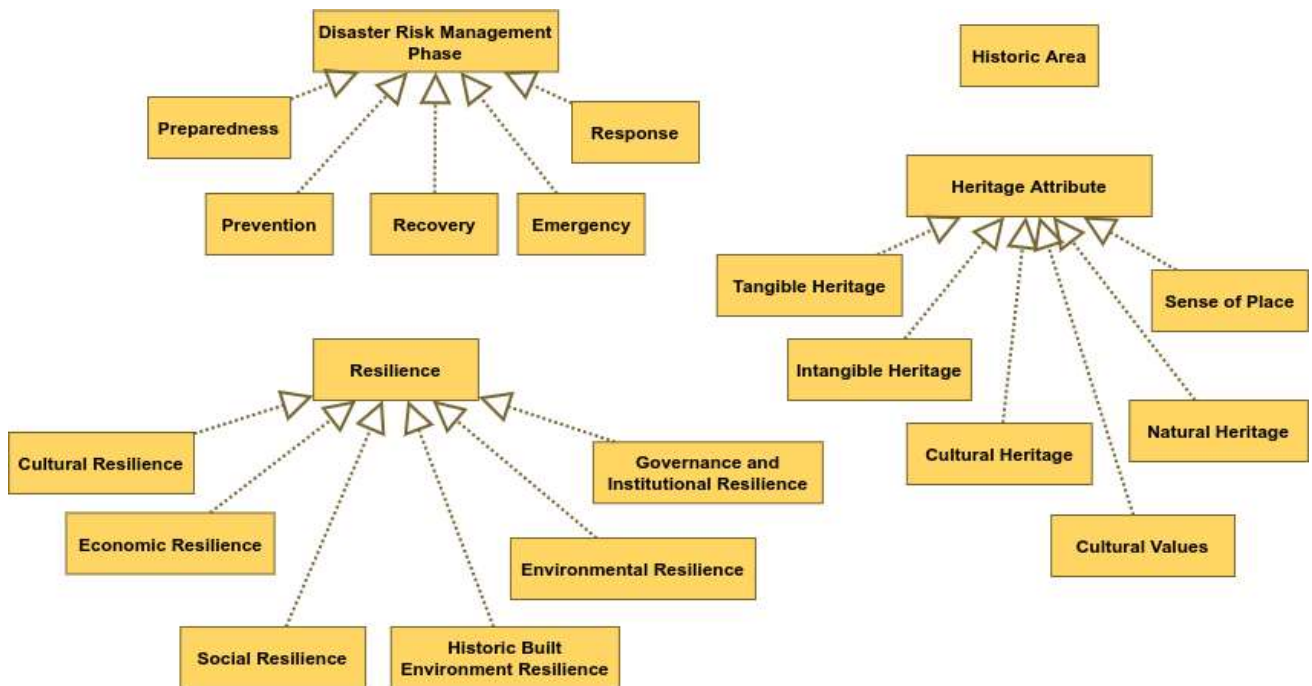 Disaster Risk Management
Phase
Historic Area
Preparedness
Response
Prevention
Recovery
Emergency
Heritage Attribute
Tangible Heritage
Sense of Place
Intangible Heritage
Natural Heritage
Cultural Heritage
Cultural Values
Resilience
Cultural Resilience
Governance and
Institutional Resilience
Economic Resilience
Environmental Resilience
Social Resilience
Historic Built
Environment Resilience